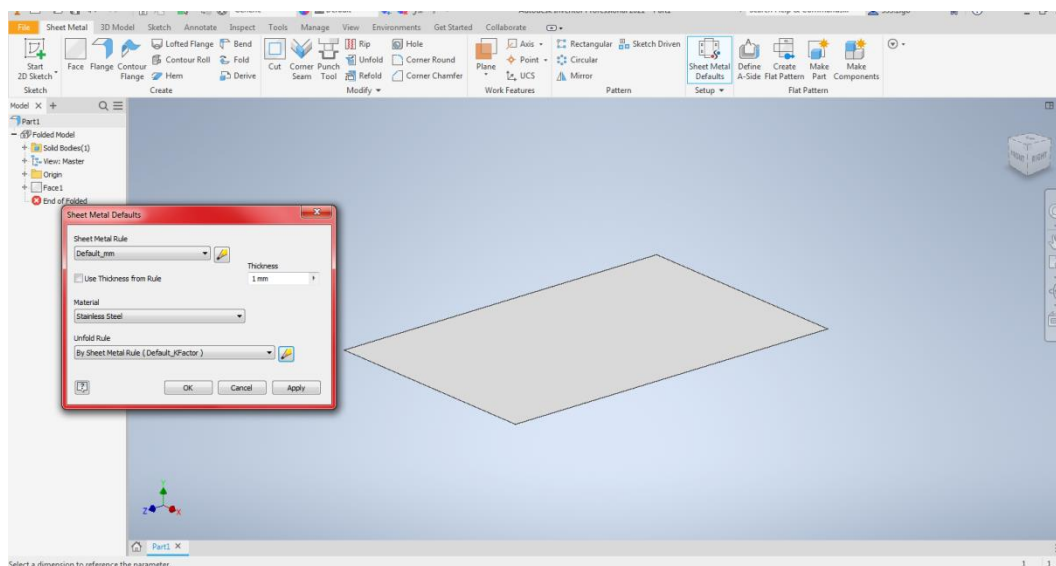 File Sheet Metal 3D Model Sketch Annotate Inspect Tools Manage View Environments Get Started Collaborate
Start
2D Sketch
Face
Flange
Contour
Flange
Lofted Flange
Contour Roll
Hem
Bend
Fold
Derive
Cut
Corner
Seam
Punch
Tool
Rip
Unfold
Refold
Hole
Corner Round
Corner Chamfer
Plane
Axis
Point
UCS
Rectangular
Circular
Mirror
Sketch Driven
Sheet Metal
Defaults
Define
A-Side
Create
Flat Pattern
Make
Part
Make
Components
Sketch Create Modify Work Features Pattern Setup Flat Pattern
Model × +
Part1
Folded Model
Solid Bodies(1)
View: Master
Origin
Face1
End of Folded
Sheet Metal Defaults
Sheet Metal Rule
Default_mm
Use Thickness from Rule
Thickness
1 mm
Material
Stainless Steel
Unfold Rule
By Sheet Metal Rule ( Default_KFactor )
OK Cancel Apply
FRONT RIGHT
Y
Z X
Part1 ×
Select a dimension to reference the parameter
1 1